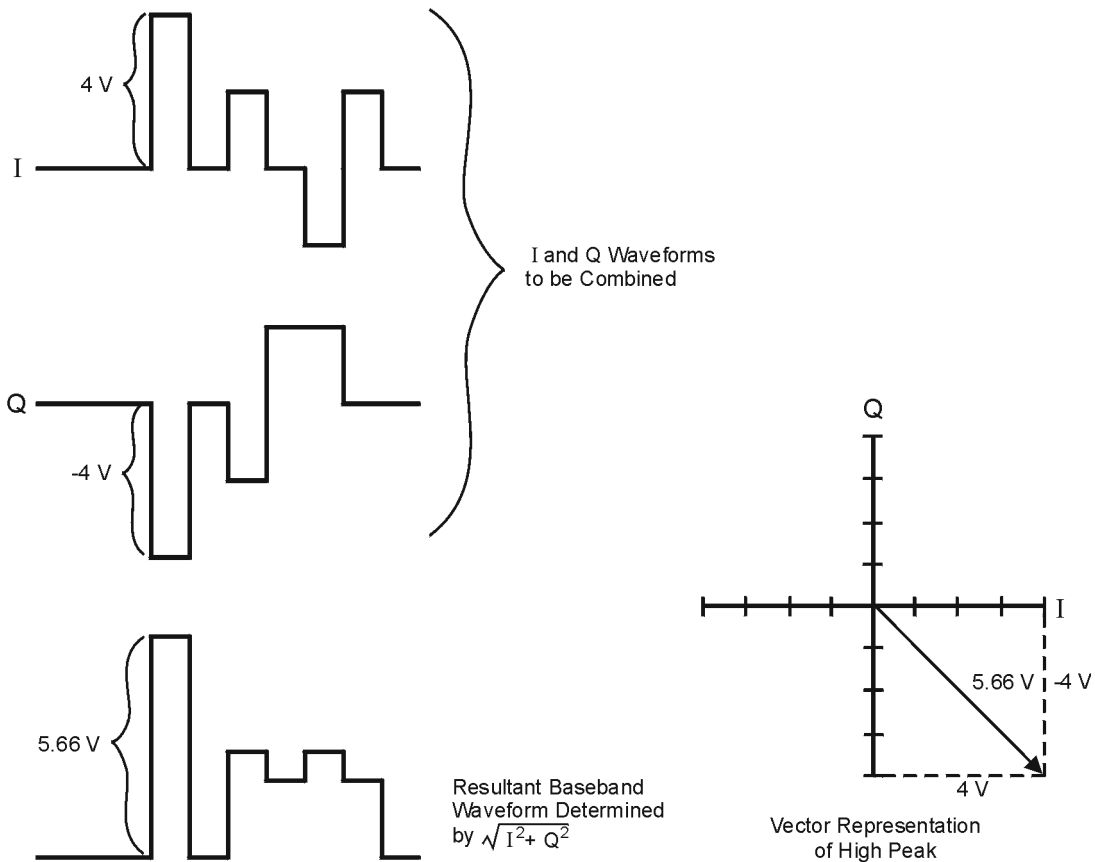 4 V
I
I and Q Waveforms
to be Combined
Q
-4 V
Q
I
5.66 V
-4 V
4 V
5.66 V
Resultant Baseband
Waveform Determined
by √I²+ Q²
Vector Representation
of High Peak